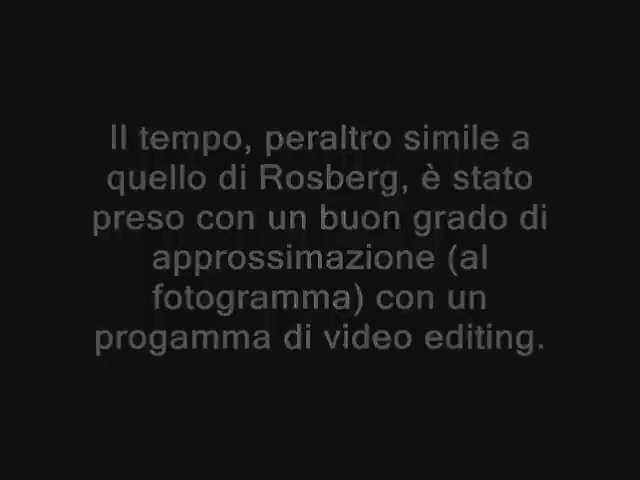 Il tempo, peraltro simile a
quello di Rosberg, è stato
preso con un buon grado di
approssimazione (al
fotogramma) con un
progamma di video editing.